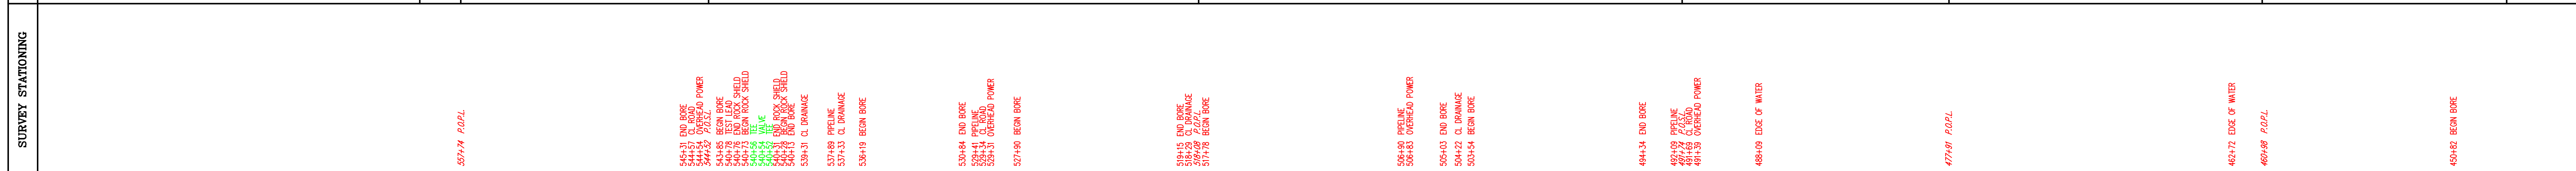 SURVEY STATIONING
557+74 P.O.P.L.
545+31 END BORE
544+57 CL ROAD
544+54 OVERHEAD POWER
544+32 P.O.S.L.
543+85 BEGIN BORE
540+78 TEST LEAD
540+76 END ROCK SHIELD
540+73 BEGIN ROCK SHIELD
540+56 TEE
540+54 VALVE
540+52 TEE
540+31 END ROCK SHIELD
540+28 BEGIN ROCK SHIELD
540+13 END BORE
539+31 CL DRAINAGE
537+89 PIPELINE
537+33 CL DRAINAGE
536+19 BEGIN BORE
530+84 END BORE
529+41 PIPELINE
529+34 CL ROAD
529+31 OVERHEAD POWER
527+90 BEGIN BORE
519+15 END BORE
518+29 CL DRAINAGE
518+08 P.O.P.L.
517+78 BEGIN BORE
506+90 PIPELINE
506+83 OVERHEAD POWER
505+03 END BORE
504+22 CL DRAINAGE
503+54 BEGIN BORE
494+34 END BORE
492+09 PIPELINE
491+74 P.O.S.L.
491+69 CL ROAD
491+39 OVERHEAD POWER
488+09 EDGE OF WATER
477+91 P.O.P.L.
462+72 EDGE OF WATER
460+98 P.O.P.L.
450+82 BEGIN BORE